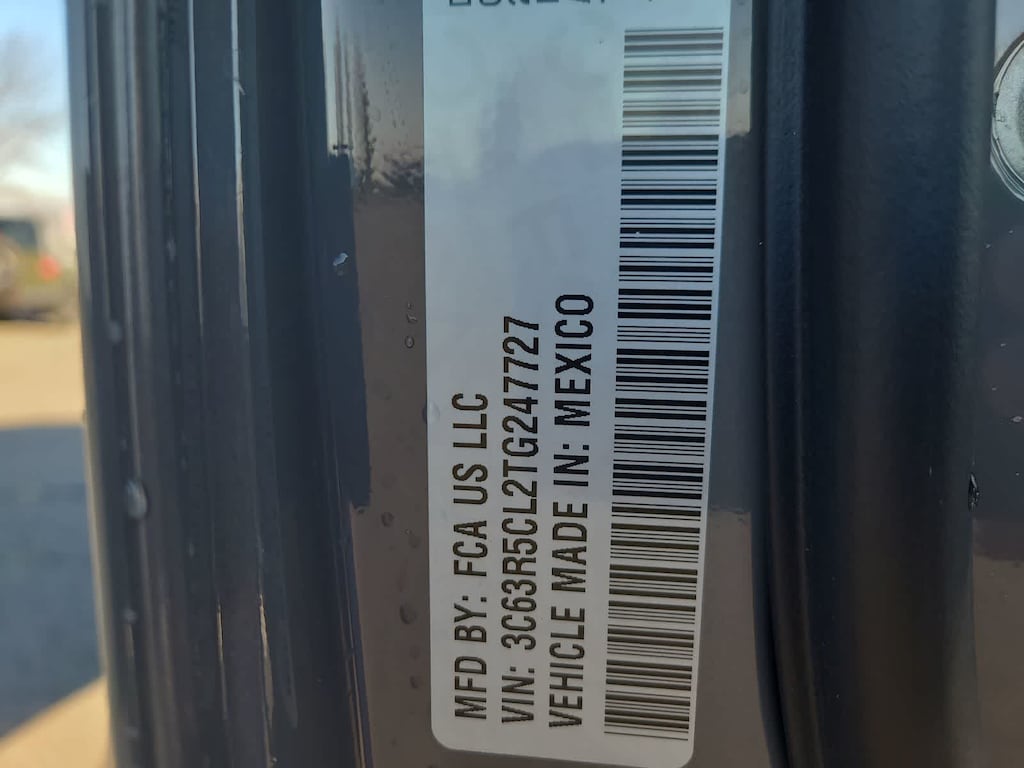 MFD BY: FCA US LLC
VIN: 3C63R5CL2TG247727
VEHICLE MADE IN: MEXICO